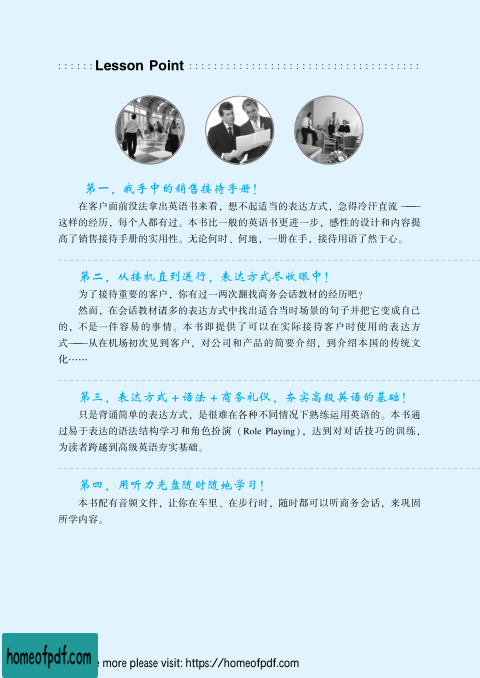 Lesson Point
第一，我手中的销售接待手册！
在客户面前没法拿出英语书来看，想不起适当的表达方式，急得冷汗直流 ——
这样的经历，每个人都有过。本书比一般的英语书更进一步，感性的设计和内容提
高了销售接待手册的实用性。无论何时、何地，一册在手，接待用语了然于心。
第二，从接机直到送行，表达方式尽收眼中！
为了接待重要的客户，你有过一两次翻找商务会话教材的经历吧？
然而，在会话教材诸多的表达方式中找出适合当时场景的句子并把它变成自己
的，不是一件容易的事情。本书即提供了可以在实际接待客户时使用的表达方
式——从在机场初次见到客户，对公司和产品的简要介绍，到介绍本国的传统文
化……
第三，表达方式 + 语法 + 商务礼仪，夯实高级英语的基础！
只是背诵简单的表达方式，是很难在各种不同情况下熟练运用英语的。本书通
过易于表达的语法结构学习和角色扮演（Role Playing），达到对对话技巧的训练，
为读者跨越到高级英语夯实基础。
第四，用听力光盘随时随地学习！
本书配有音频文件，让你在车里、在步行时，随时都可以听商务会话，来巩固
所学内容。
homeofpdf.com
more please visit: https://homeofpdf.com